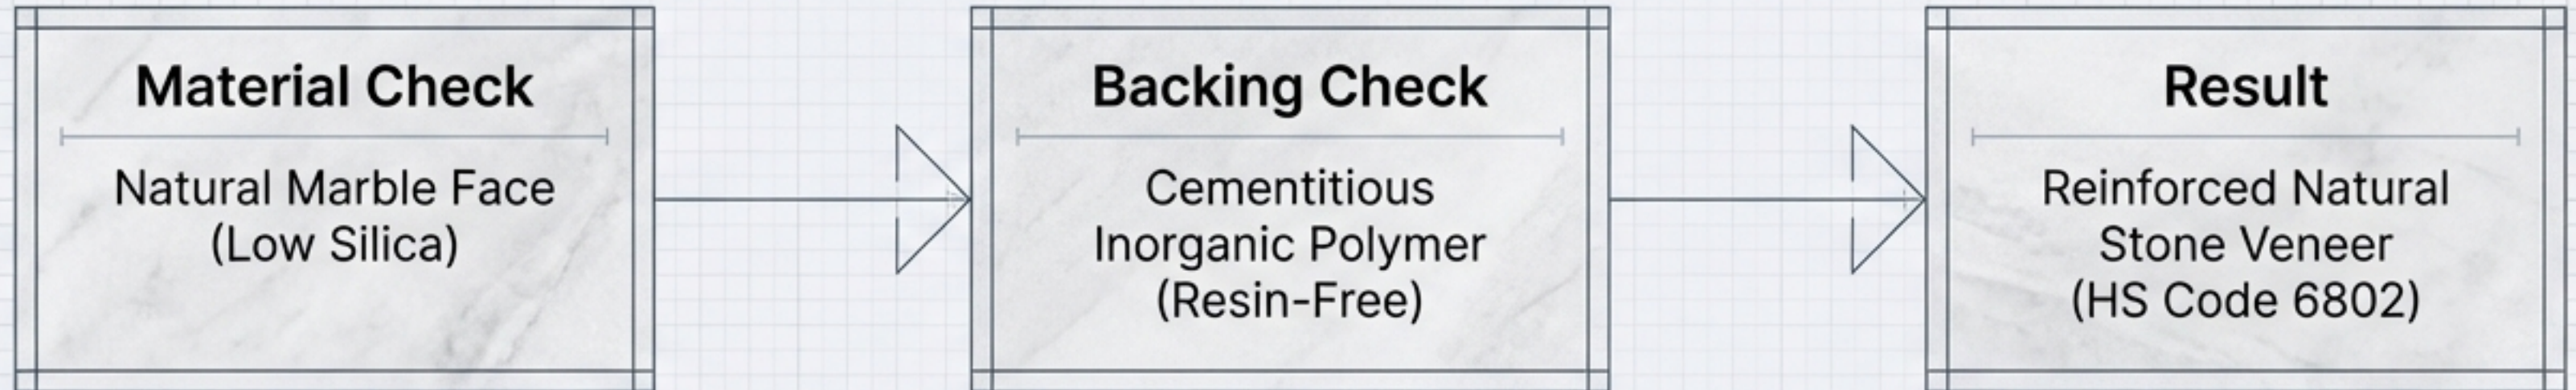 Material Check
Natural Marble Face
(Low Silica)
Backing Check
Cementitious
Inorganic Polymer
(Resin-Free)
Result
Reinforced Natural
Stone Veneer
(HS Code 6802)